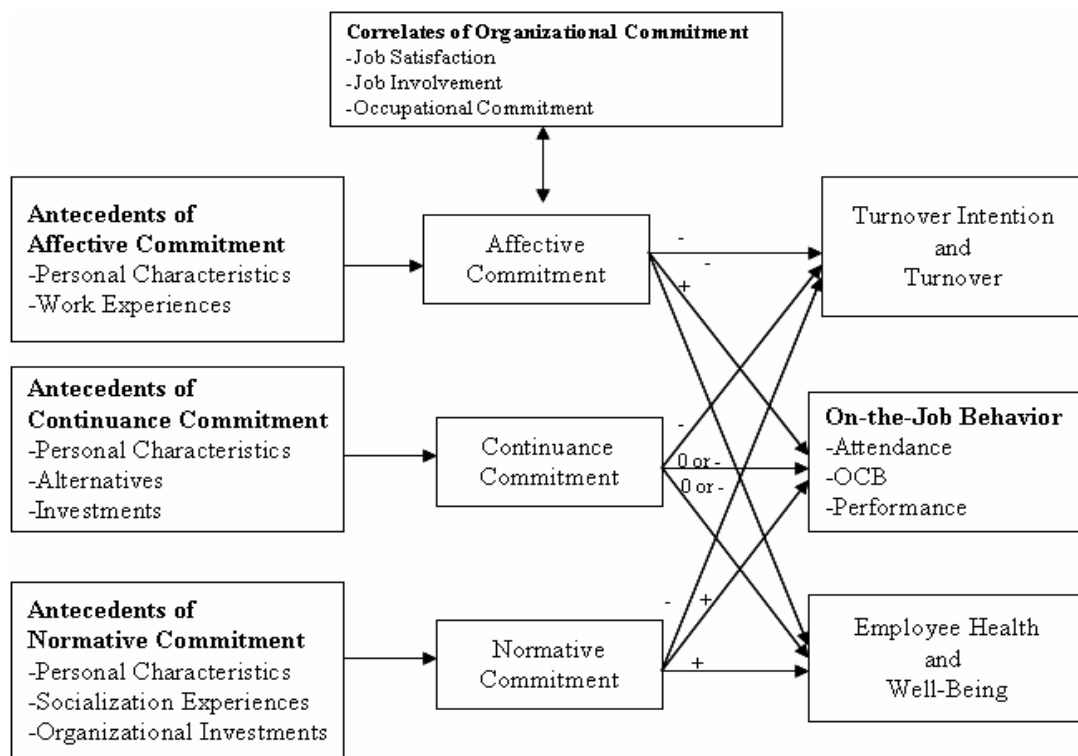 Correlates of Organizational Commitment
-Job Satisfaction
-Job Involvement
-Occupational Commitment
Antecedents of
Affective Commitment
-Personal Characteristics
-Work Experiences
Affective
Commitment
-
-
+
Turnover Intention
and
Turnover
Antecedents of
Continuance Commitment
-Personal Characteristics
-Alternatives
-Investments
Continuance
Commitment
-
0 or -
0 or -
On-the-Job Behavior
-Attendance
-OCB
-Performance
Antecedents of
Normative Commitment
-Personal Characteristics
-Socialization Experiences
-Organizational Investments
Normative
Commitment
-
+
+
Employee Health
and
Well-Being